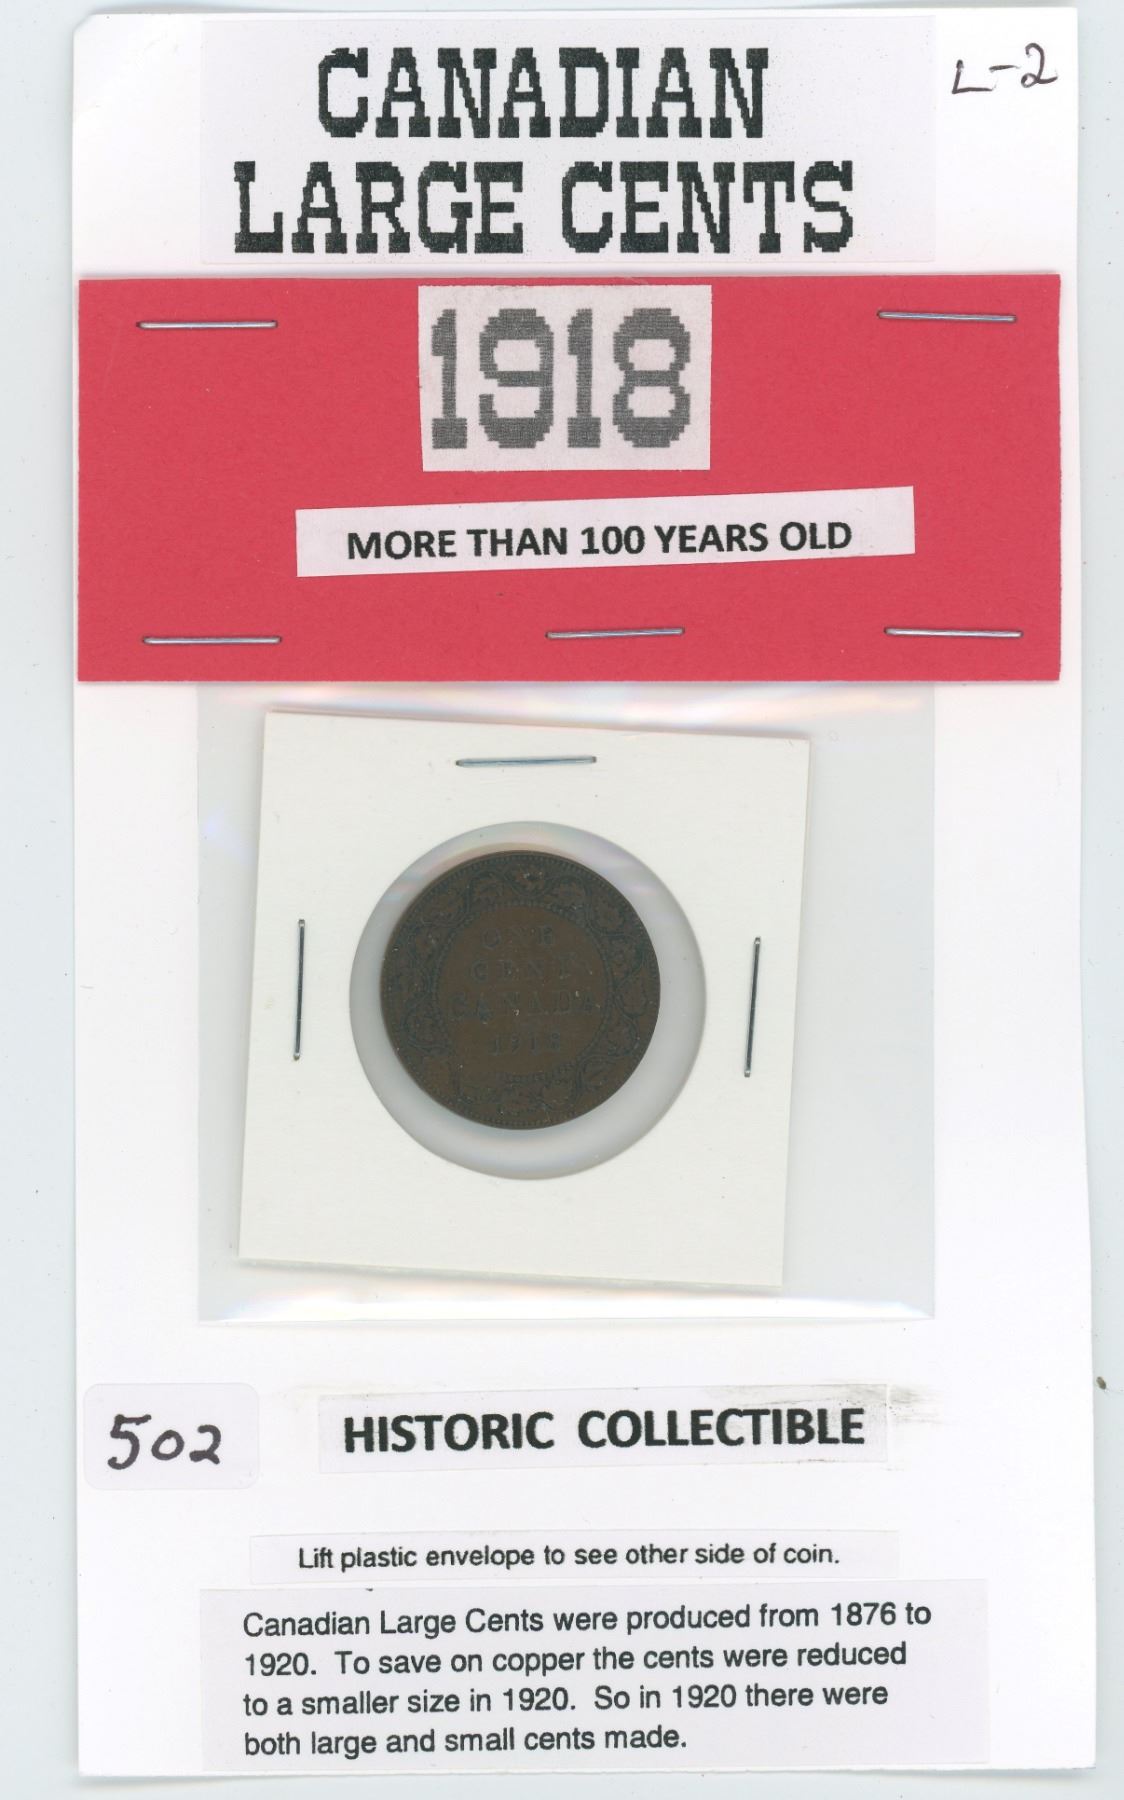 CANADIAN
LARGE CENTS
L-2
1918
MORE THAN 100 YEARS OLD
ONE
CENT
CANADA
1918
502
HISTORIC COLLECTIBLE
Lift plastic envelope to see other side of coin.
Canadian Large Cents were produced from 1876 to
1920. To save on copper the cents were reduced
to a smaller size in 1920. So in 1920 there were
both large and small cents made.